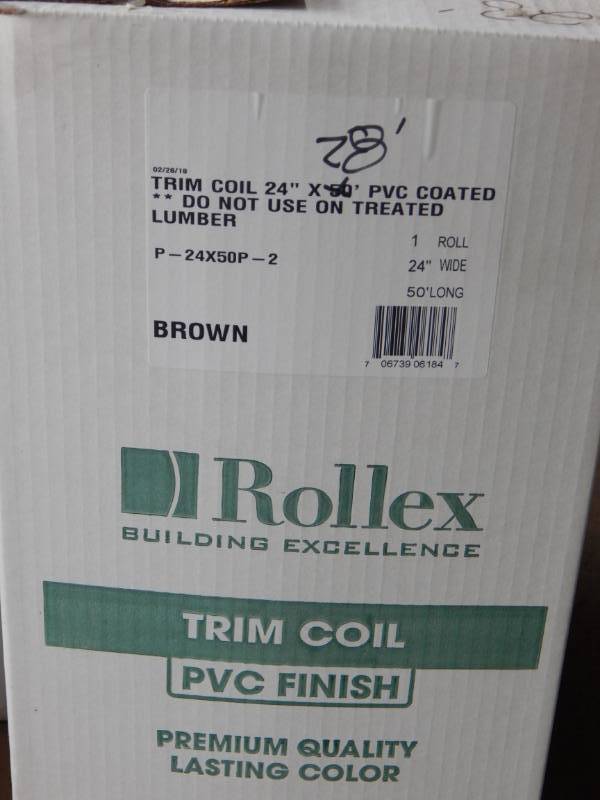 28'
02/26/19
TRIM COIL 24" X 50' PVC COATED
** DO NOT USE ON TREATED
LUMBER
1 ROLL
P-24X50P-2
24" WIDE
50'LONG
BROWN
7 06739 06184 7
Rollex
BUILDING EXCELLENCE
TRIM COIL
PVC FINISH
PREMIUM QUALITY
LASTING COLOR